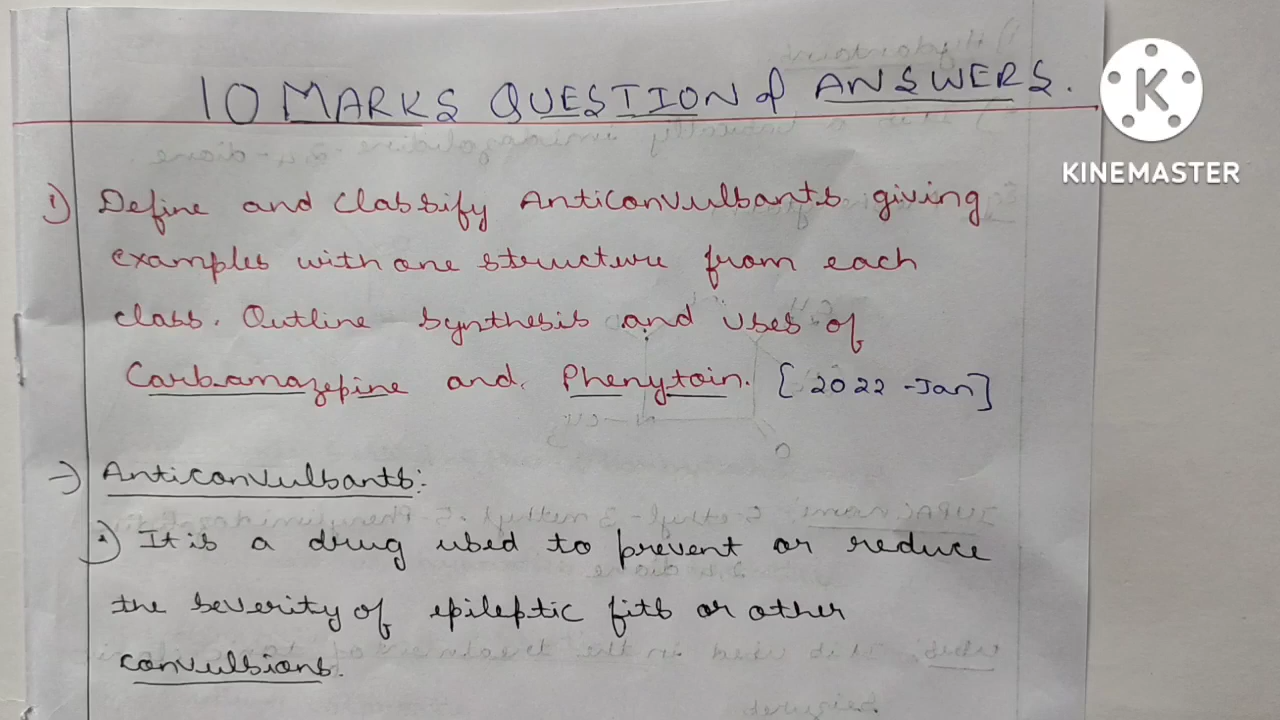 10 MARKS QUESTION & ANSWERS.
KINEMASTER
1) Define and Classify Anticonvulsants giving
examples with one structure from each
class. Outline synthesis and uses of
Carbamazepine and Phenytoin. [2022 -Jan]
→ Anticonvulsants:
*) It is a drug used to prevent or reduce
the severity of epileptic fits or other
convulsions.